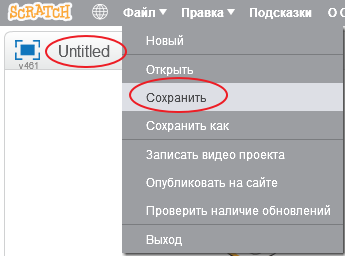 SCRATCH Файл Правка Подсказки О С
Untitled
v461
Новый
Открыть
Сохранить
Сохранить как
Записать видео проекта
Опубликовать на сайте
Проверить наличие обновлений
Выход